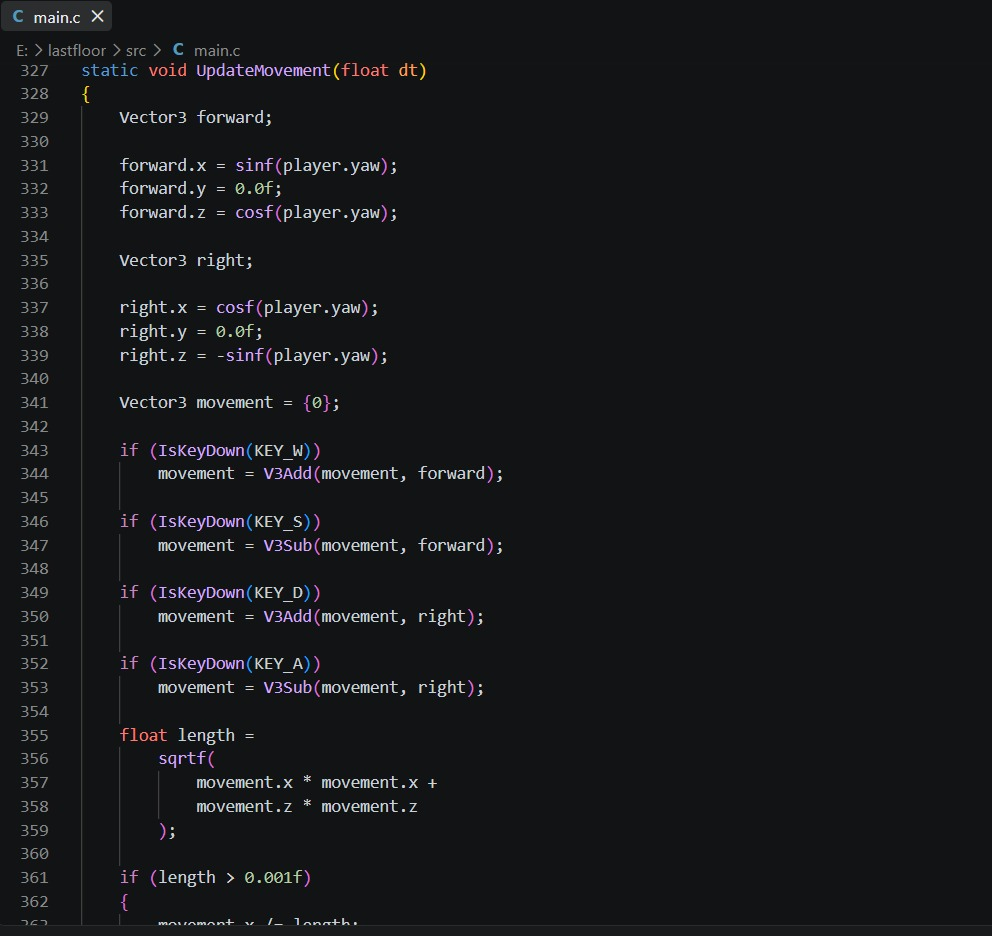 C main.c ×
E: > lastfloor > src > C main.c
327 static void UpdateMovement(float dt)
328 {
329 Vector3 forward;
330
331 forward.x = sinf(player.yaw);
332 forward.y = 0.0f;
333 forward.z = cosf(player.yaw);
334
335 Vector3 right;
336
337 right.x = cosf(player.yaw);
338 right.y = 0.0f;
339 right.z = -sinf(player.yaw);
340
341 Vector3 movement = {0};
342
343 if (IsKeyDown(KEY_W))
344 movement = V3Add(movement, forward);
345
346 if (IsKeyDown(KEY_S))
347 movement = V3Sub(movement, forward);
348
349 if (IsKeyDown(KEY_D))
350 movement = V3Add(movement, right);
351
352 if (IsKeyDown(KEY_A))
353 movement = V3Sub(movement, right);
354
355 float length =
356 sqrtf(
357 movement.x * movement.x +
358 movement.z * movement.z
359 );
360
361 if (length > 0.001f)
362 {
363 movement.x /= length;